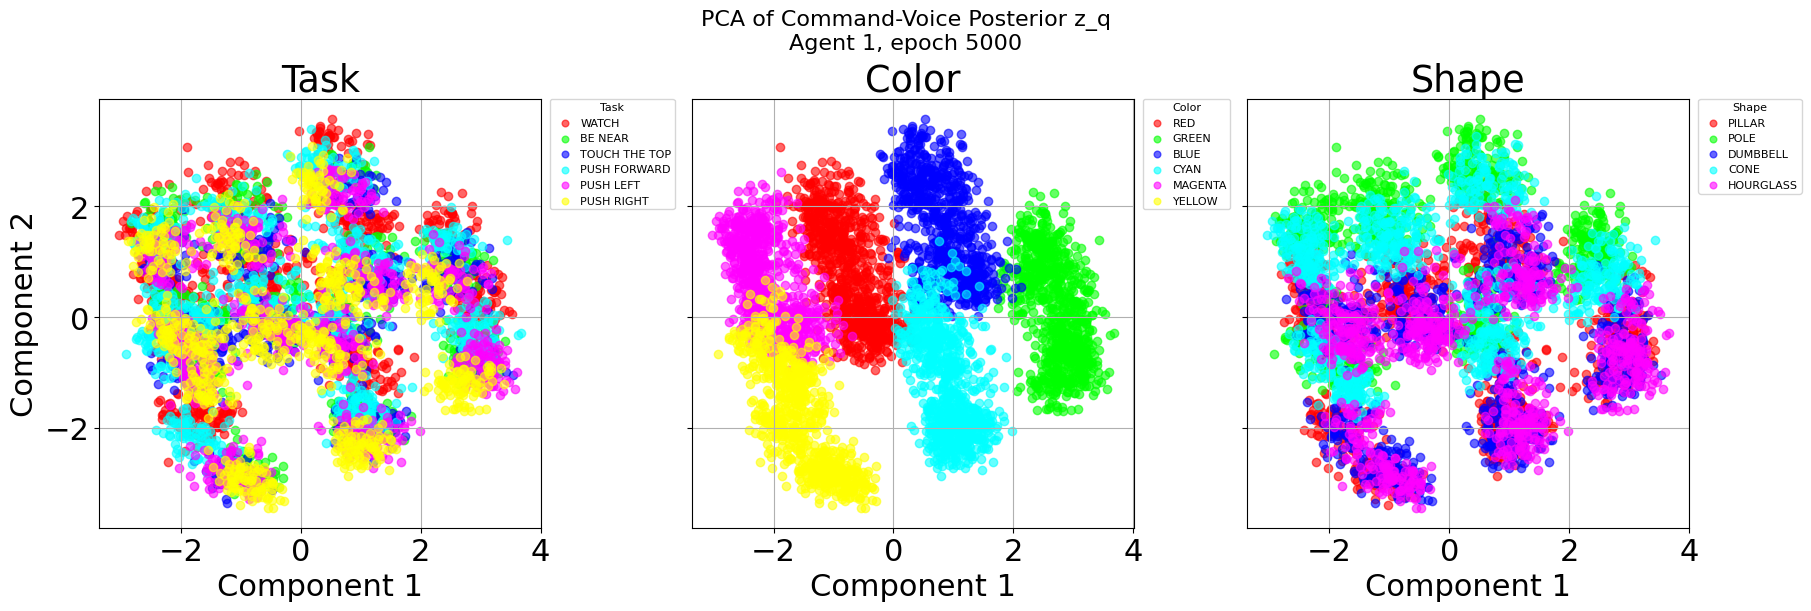 PCA of Command-Voice Posterior z_q
Agent 1, epoch 5000
Task
Component 2
2
0
−2
−2
0
2
4
Component 1
Task
WATCH
BE NEAR
TOUCH THE TOP
PUSH FORWARD
PUSH LEFT
PUSH RIGHT
Color
−2
0
2
4
Component 1
Color
RED
GREEN
BLUE
CYAN
MAGENTA
YELLOW
Shape
−2
0
2
4
Component 1
Shape
PILLAR
POLE
DUMBBELL
CONE
HOURGLASS